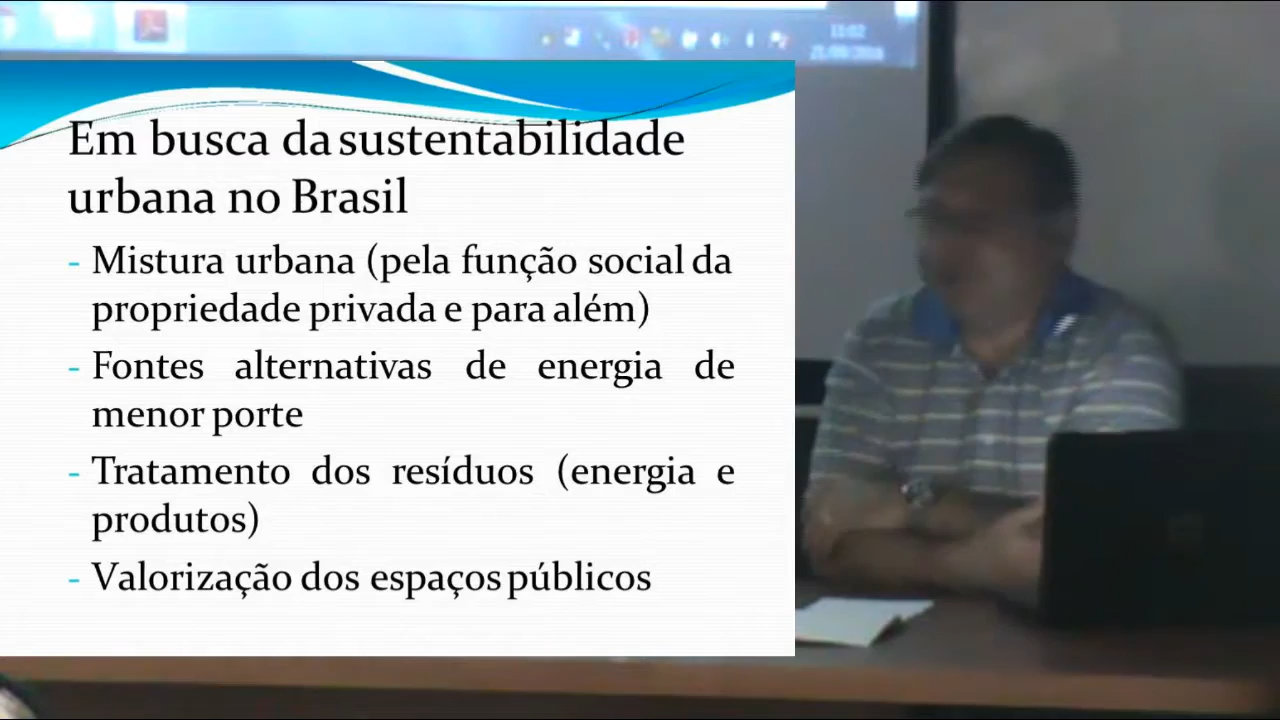 Em busca da sustentabilidade
urbana no Brasil
- Mistura urbana (pela função social da
propriedade privada e para além)
- Fontes alternativas de energia de
menor porte
- Tratamento dos resíduos (energia e
produtos)
- Valorização dos espaços públicos